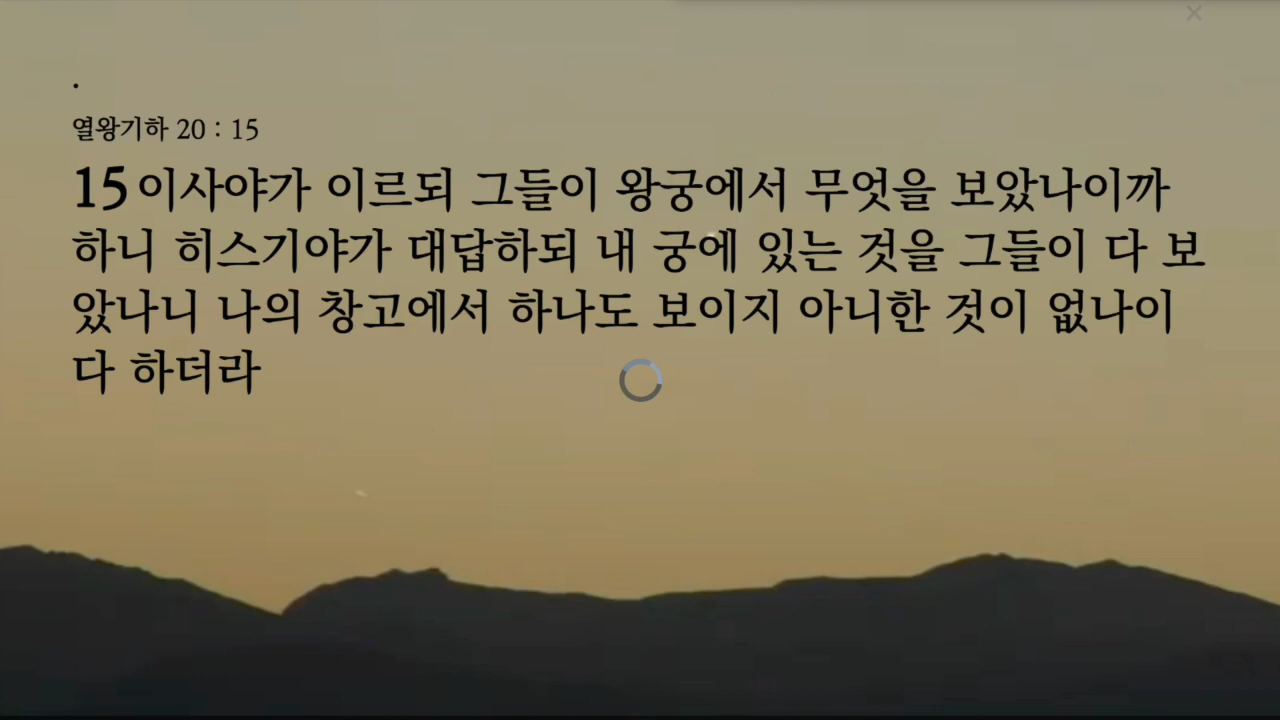 .
열왕기하 20 : 15
15 이사야가 이르되 그들이 왕궁에서 무엇을 보았나이까
하니 히스기야가 대답하되 내 궁에 있는 것을 그들이 다 보
았나니 나의 창고에서 하나도 보이지 아니한 것이 없나이
다 하더라